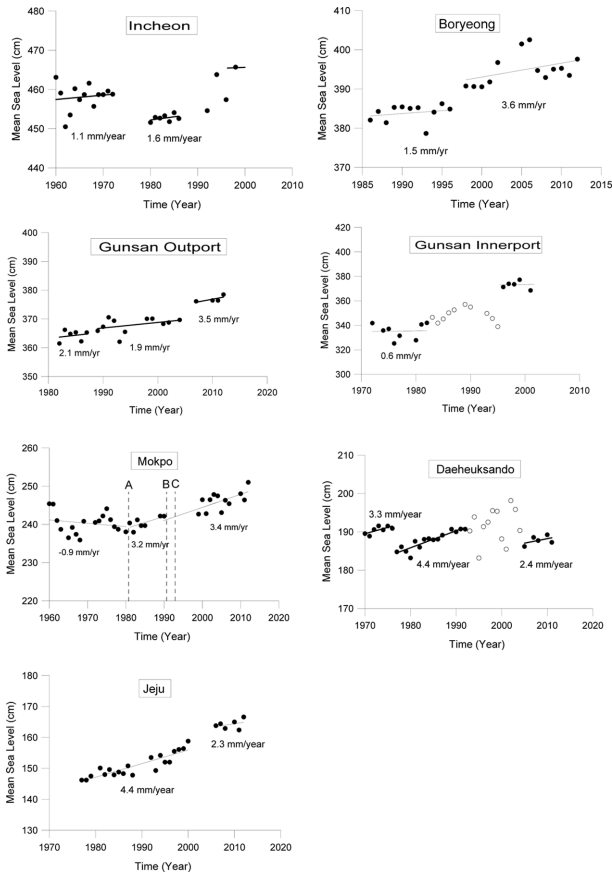 Incheon
Mean Sea Level (cm)
480
470
460
450
440
1.1 mm/year
1.6 mm/year
1960 1970 1980 1990 2000 2010
Time (Year)
Boryeong
Mean Sea Level (cm)
410
400
390
380
370
1.5 mm/yr
3.6 mm/yr
1985 1990 1995 2000 2005 2010 2015
Time (Year)
Gunsan Outport
Mean Sea Level (cm)
400
390
380
370
360
350
2.1 mm/yr
1.9 mm/yr
3.5 mm/yr
1980 1990 2000 2010 2020
Time (Year)
Gunsan Innerport
Mean Sea Level (cm)
420
400
380
360
340
320
300
0.6 mm/yr
1970 1980 1990 2000 2010 2020
Time (Year)
Mokpo
Mean Sea Level (cm)
260
250
240
230
220
A B C
-0.9 mm/yr
3.2 mm/yr
3.4 mm/yr
1960 1970 1980 1990 2000 2010 2020
Time (Year)
Daeheuksando
Mean Sea Level (cm)
210
200
190
180
170
3.3 mm/year
4.4 mm/year
2.4 mm/year
1970 1980 1990 2000 2010 2020
Time (Year)
Jeju
Mean Sea Level (cm)
170
160
150
140
130
4.4 mm/year
2.3 mm/year
1970 1980 1990 2000 2010 2020
Time (Year)